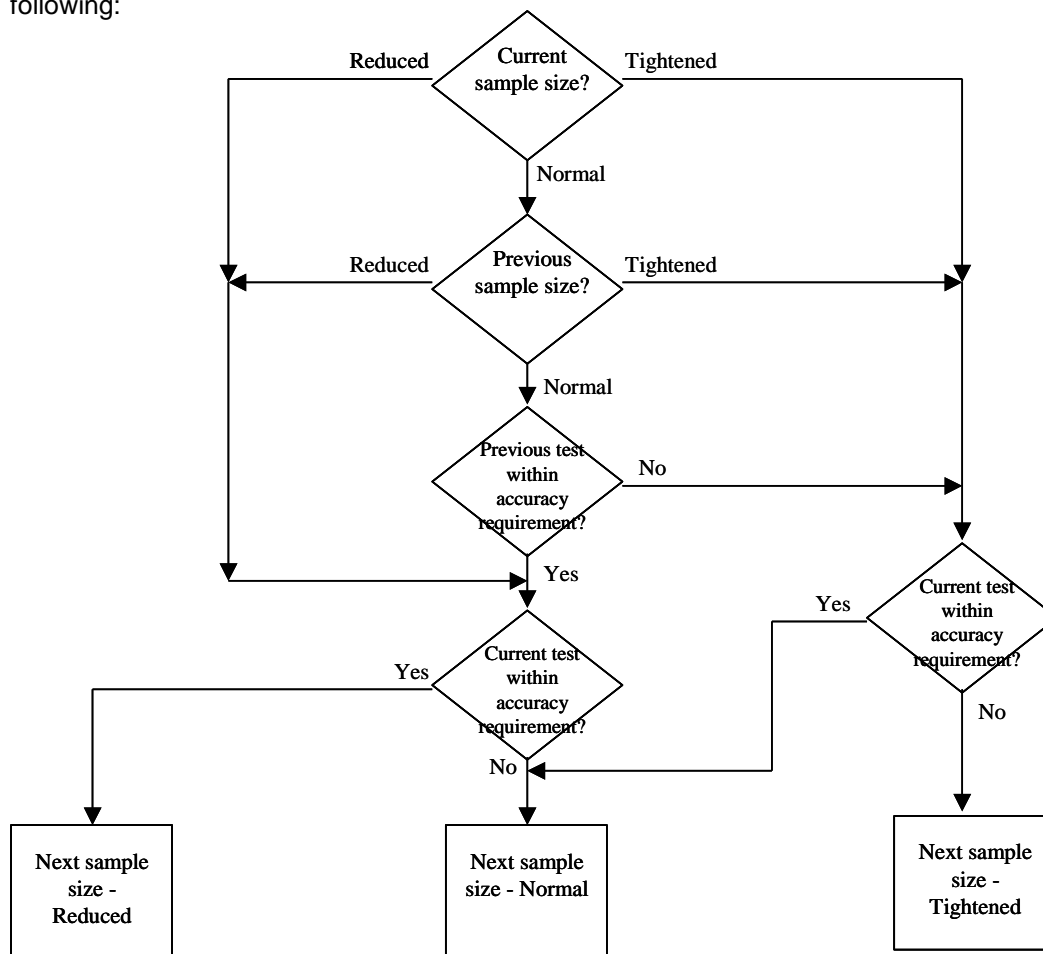 following:
Reduced
Current
sample size?
Tightened
Normal
Reduced
Previous
sample size?
Tightened
Normal
Previous test
within
accuracy
requirement?
No
Yes
Current test
within
accuracy
requirement?
Yes
Yes
Current test
within
accuracy
requirement?
No
No
Next sample
size -
Reduced
Next sample
size - Normal
Next sample
size -
Tightened